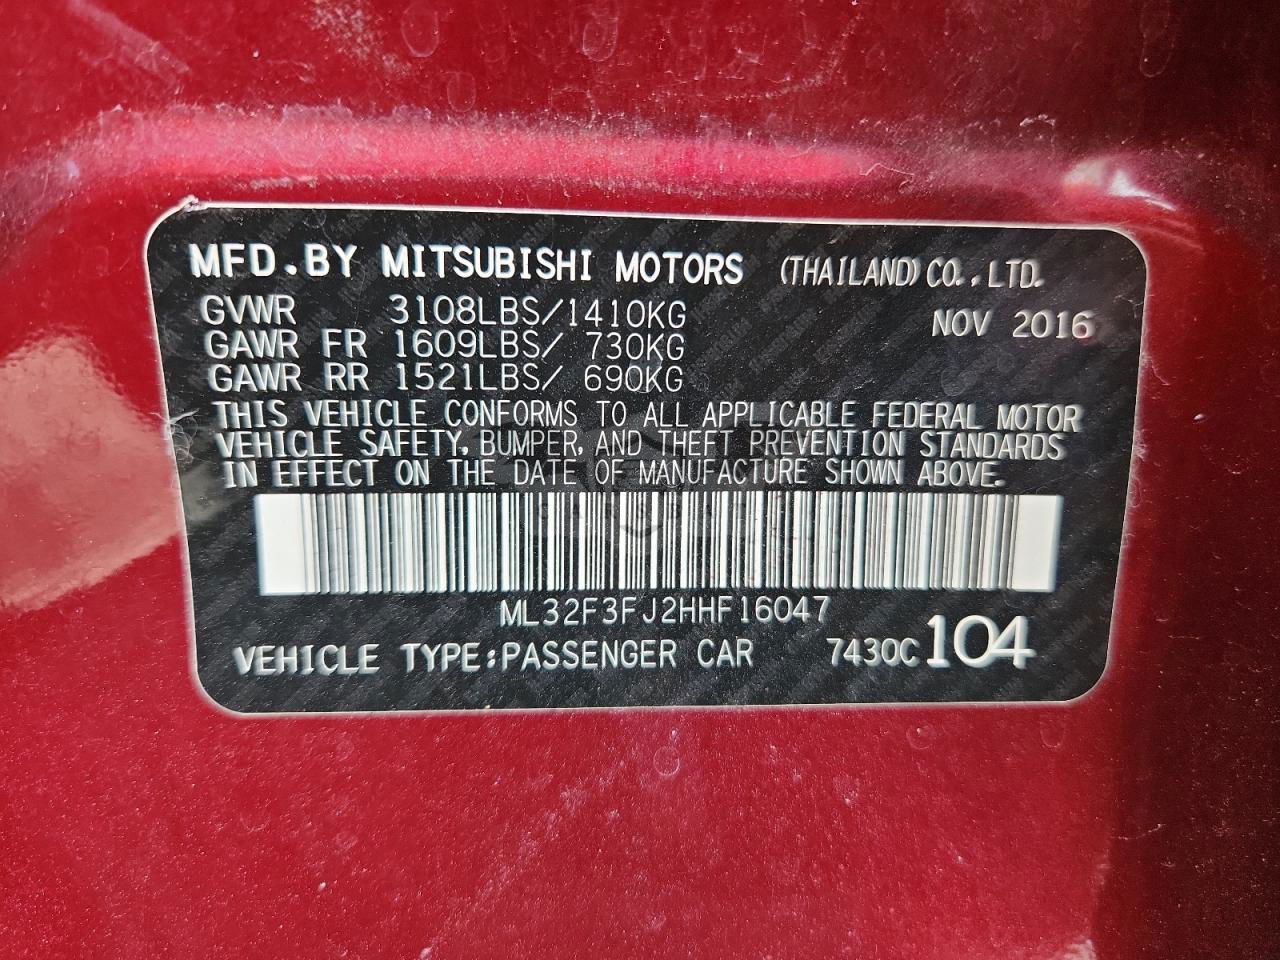 MFD.BY MITSUBISHI MOTORS (THAILAND)CO.,LTD.
GVWR 3108LBS/1410KG NOV 2016
GAWR FR 1609LBS/ 730KG
GAWR RR 1521LBS/ 690KG
THIS VEHICLE CONFORMS TO ALL APPLICABLE FEDERAL MOTOR
VEHICLE SAFETY, BUMPER, AND THEFT PREVENTION STANDARDS
IN EFFECT ON THE DATE OF MANUFACTURE SHOWN ABOVE.
ML32F3FJ2HHF16047
VEHICLE TYPE:PASSENGER CAR 7430C 104